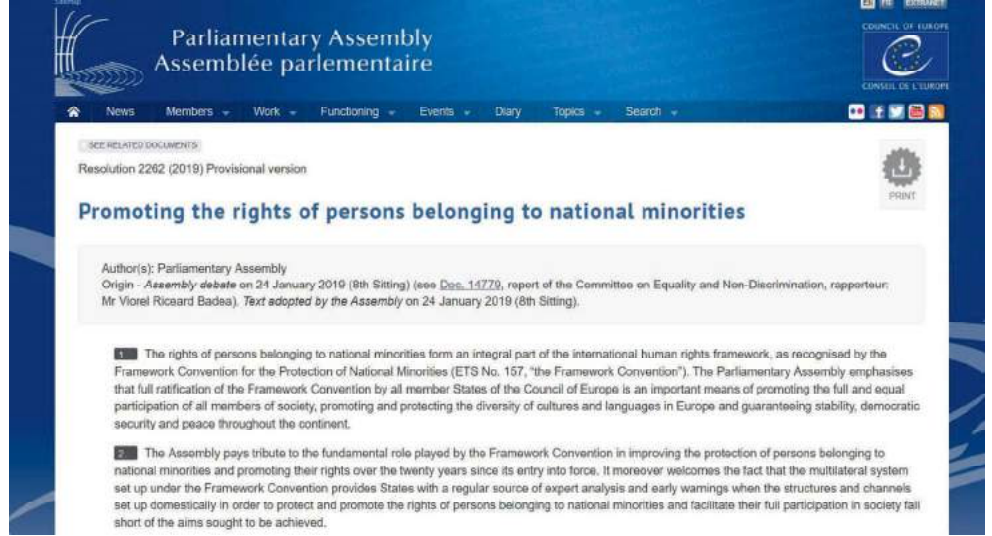 Sitemap
EN FR EXTRANET
Parliamentary Assembly
Assemblée parlementaire
COUNCIL OF EUROPE
CONSEIL DE L'EUROPE
News Members Work Functioning Events Diary Topics Search
SEE RELATED DOCUMENTS
Resolution 2262 (2019) Provisional version
PRINT
Promoting the rights of persons belonging to national minorities
Author(s): Parliamentary Assembly
Origin - Assembly debate on 24 January 2019 (8th Sitting) (see Doc. 14779, report of the Committee on Equality and Non-Discrimination, rapporteur:
Mr Viorel Riceard Badea). Text adopted by the Assembly on 24 January 2019 (8th Sitting).
1 The rights of persons belonging to national minorities form an integral part of the international human rights framework, as recognised by the
Framework Convention for the Protection of National Minorities (ETS No. 157, "the Framework Convention"). The Parliamentary Assembly emphasises
that full ratification of the Framework Convention by all member States of the Council of Europe is an important means of promoting the full and equal
participation of all members of society, promoting and protecting the diversity of cultures and languages in Europe and guaranteeing stability, democratic
security and peace throughout the continent.
2 The Assembly pays tribute to the fundamental role played by the Framework Convention in improving the protection of persons belonging to
national minorities and promoting their rights over the twenty years since its entry into force. It moreover welcomes the fact that the multilateral system
set up under the Framework Convention provides States with a regular source of expert analysis and early warnings when the structures and channels
set up domestically in order to protect and promote the rights of persons belonging to national minorities and facilitate their full participation in society fall
short of the aims sought to be achieved.